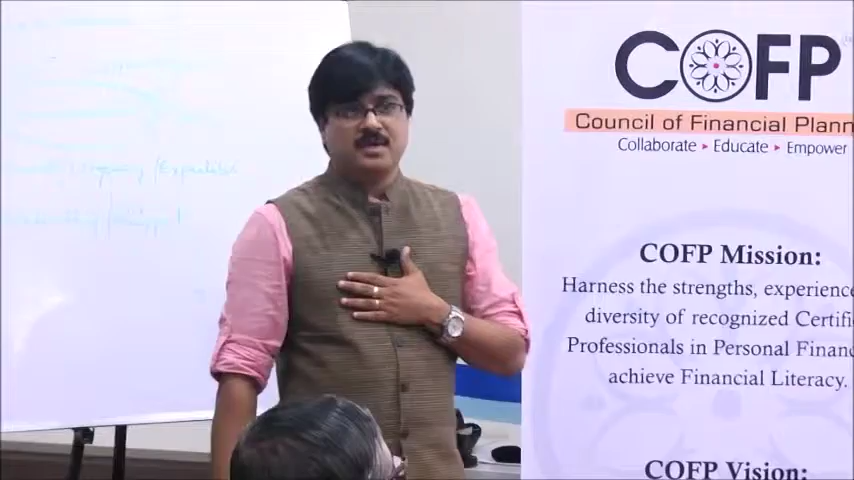 Expectation
COFP
Council of Financial Plann
Collaborate ▸ Educate ▸ Empower
COFP Mission:
Harness the strengths, experience
diversity of recognized Certifi
Professionals in Personal Finan
achieve Financial Literacy.
COFP Vision: